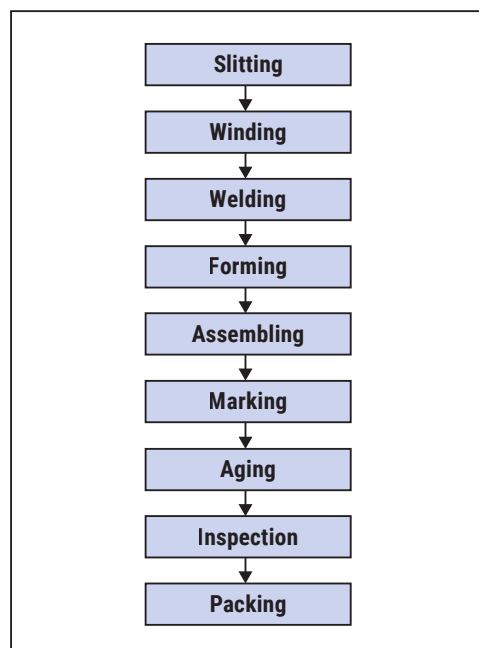 Slitting
Winding
Welding
Forming
Assembling
Marking
Aging
Inspection
Packing